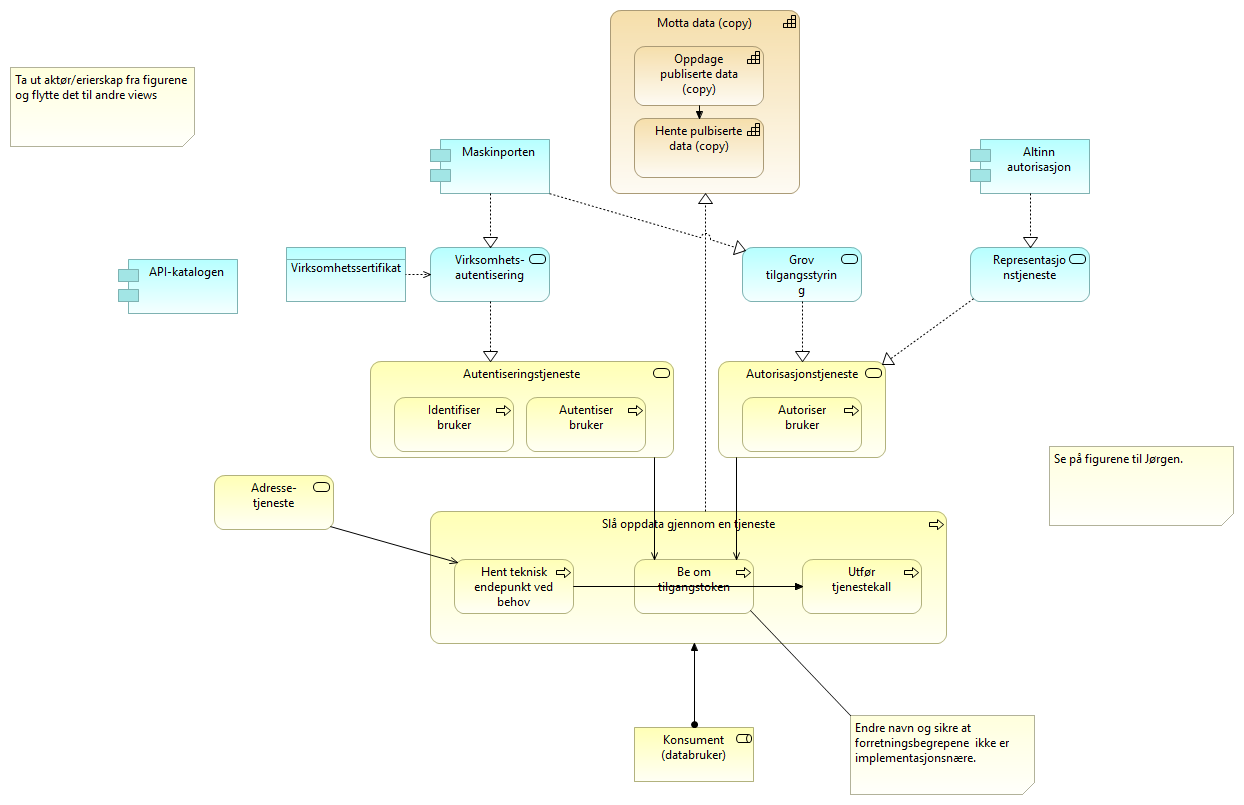 Motta data (copy)
Oppdage
publiserte data
(copy)
Hente pulbiserte
data (copy)
Ta ut aktør/erierskap fra figurene
og flytte det til andre views
Maskinporten
Altinn
autorisasjon
API-katalogen
Virksomhetssertifikat
Virksomhets-
autentisering
Grov
tilgangsstyrin
g
Representasjo
nstjeneste
Autentiseringstjeneste
Identifiser
bruker
Autentiser
bruker
Autorisasjonstjeneste
Autoriser
bruker
Se på figurene til Jørgen.
Adresse-
tjeneste
Slå oppdata gjennom en tjeneste
Hent teknisk
endepunkt ved
behov
Be om
tilgangstoken
Utfør
tjenestekall
Konsument
(databruker)
Endre navn og sikre at
forretningsbegrepene  ikke er
implementasjonsnære.